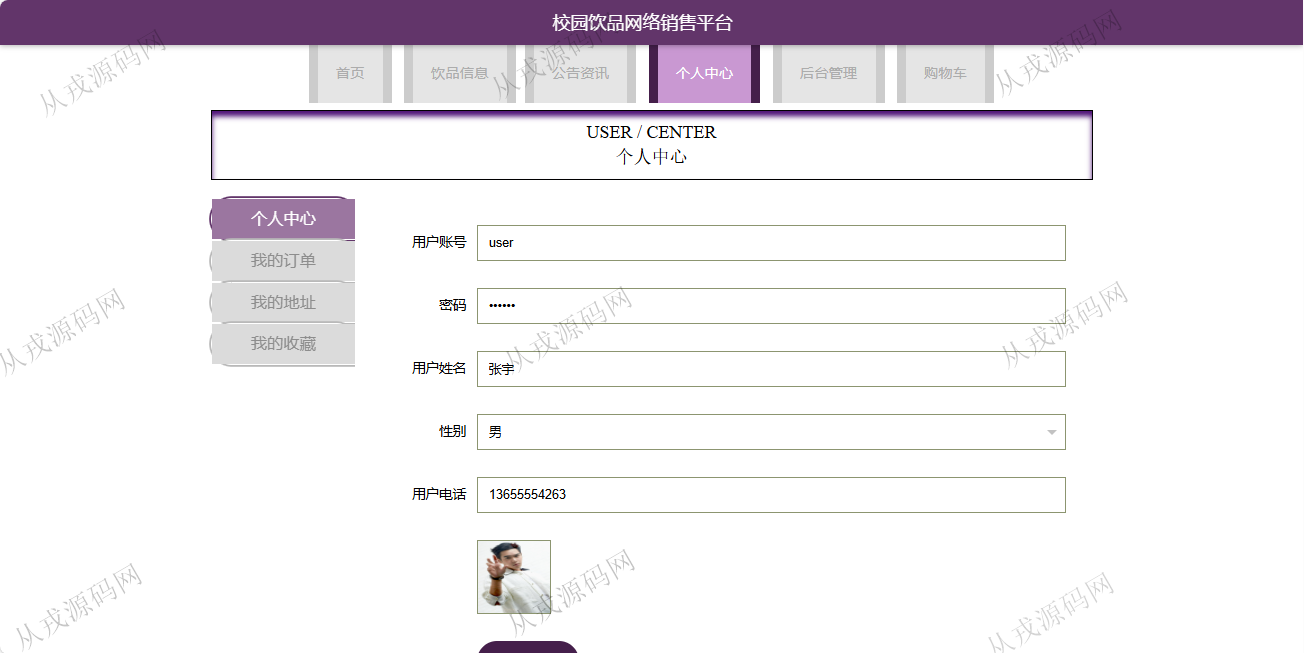 校园饮品网络销售平台
首页 饮品信息 公告资讯 个人中心 后台管理 购物车
USER / CENTER
个人中心
个人中心
我的订单
我的地址
我的收藏
用户账号 user
密码 ••••••
用户姓名 张宇
性别 男
用户电话 13655554263
从戎源码网
从戎源码网
从戎源码网
从戎源码网
从戎源码网
从戎源码网
从戎源码网
从戎源码网
从戎源码网